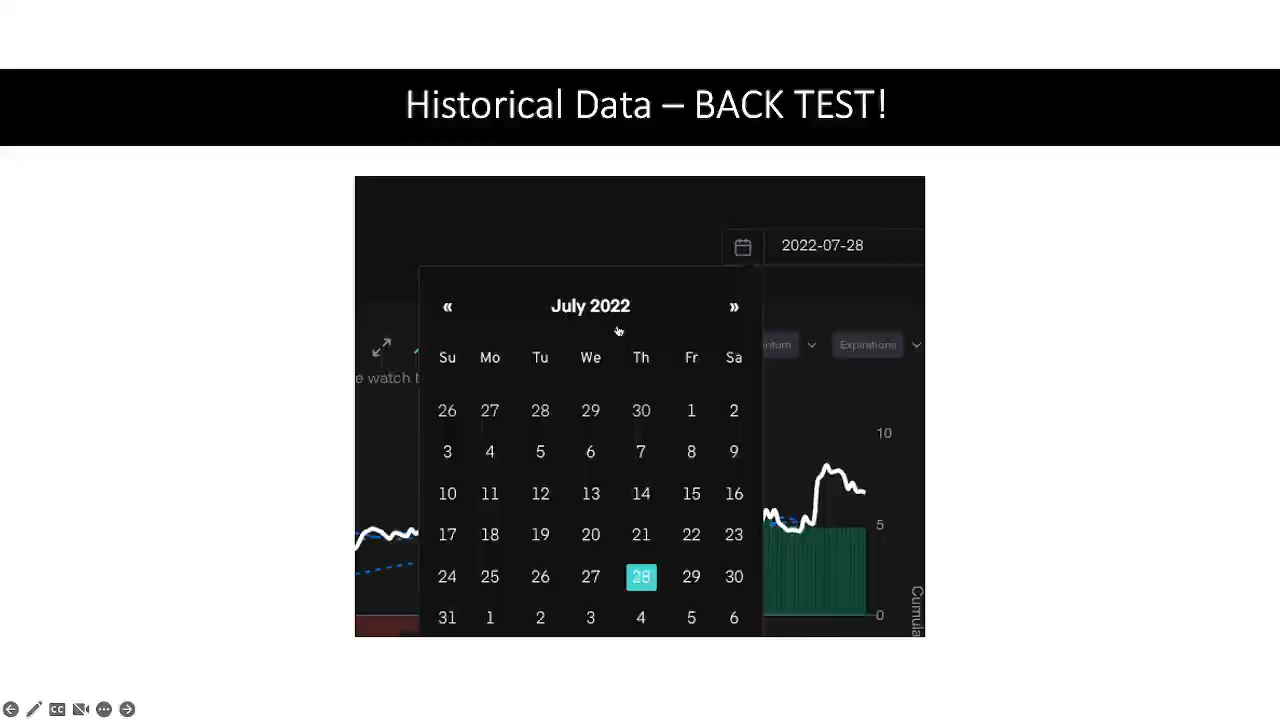 Historical Data – BACK TEST!
2022-07-28
« July 2022 »
ntum Expirations
Su Mo Tu We Th Fr Sa
e watch t
26 27 28 29 30 1 2
10
3 4 5 6 7 8 9
10 11 12 13 14 15 16
5
17 18 19 20 21 22 23
24 25 26 27 28 29 30
Cumula
31 1 2 3 4 5 6
0
CC